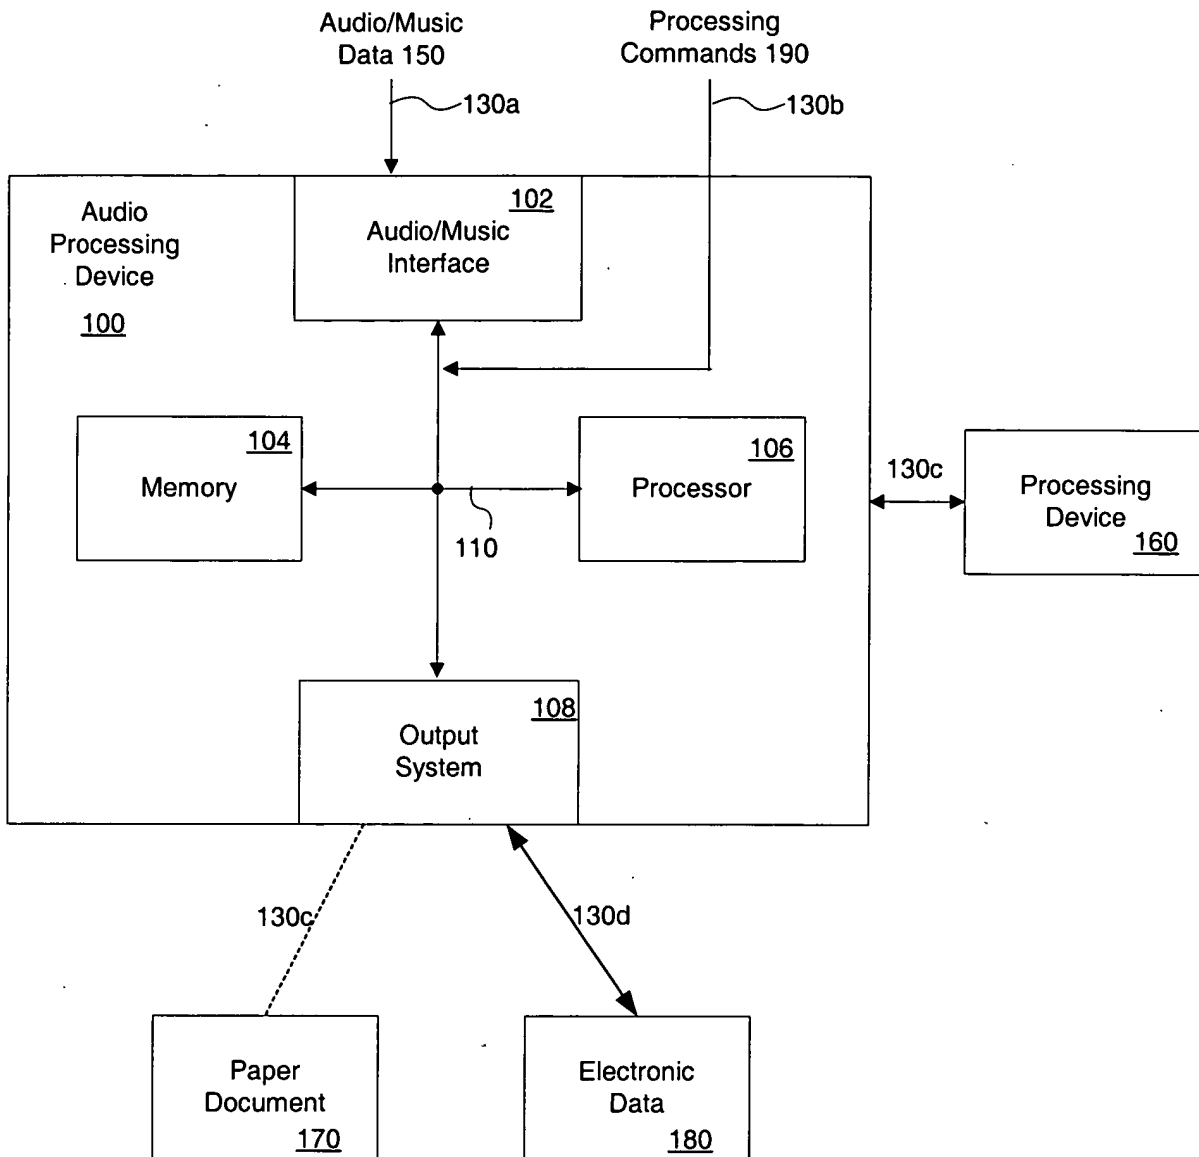 Audio/Music
Data 150
Processing
Commands 190
130a
130b
Audio
Processing
Device
100
102
Audio/Music
Interface
104
Memory
106
Processor
110
130c
Processing
Device
160
108
Output
System
130c
130d
Paper
Document
170
Electronic
Data
180